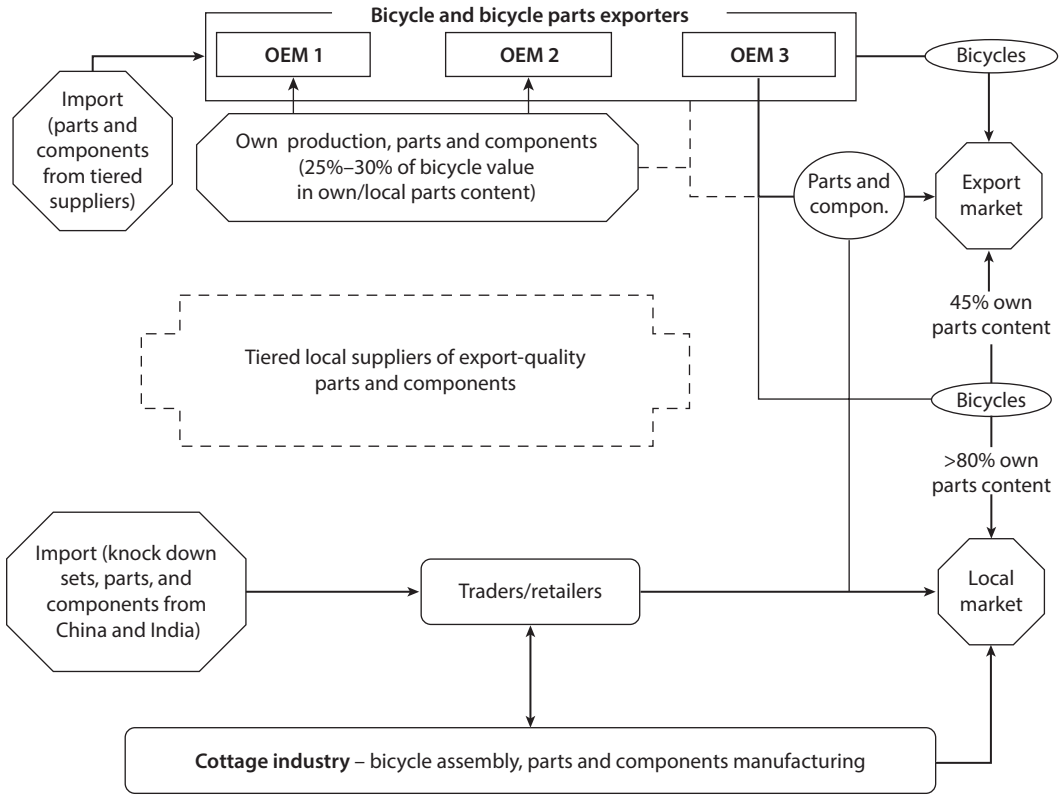 Bicycle and bicycle parts exporters
OEM 1
OEM 2
OEM 3
Bicycles
Import
(parts and
components
from tiered
suppliers)
Own production, parts and components
(25%–30% of bicycle value
in own/local parts content)
Parts and
compon.
Export
market
45% own
parts content
Tiered local suppliers of export-quality
parts and components
Bicycles
>80% own
parts content
Import (knock down
sets, parts, and
components from
China and India)
Traders/retailers
Local
market
Cottage industry – bicycle assembly, parts and components manufacturing